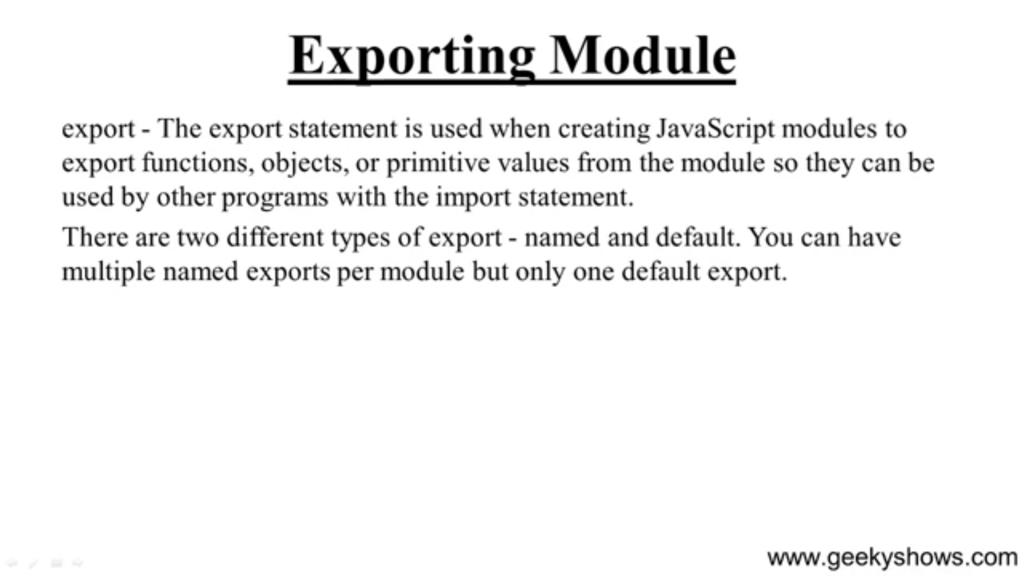 Exporting Module
export - The export statement is used when creating JavaScript modules to
export functions, objects, or primitive values from the module so they can be
used by other programs with the import statement.
There are two different types of export - named and default. You can have
multiple named exports per module but only one default export.
www.geekyshows.com